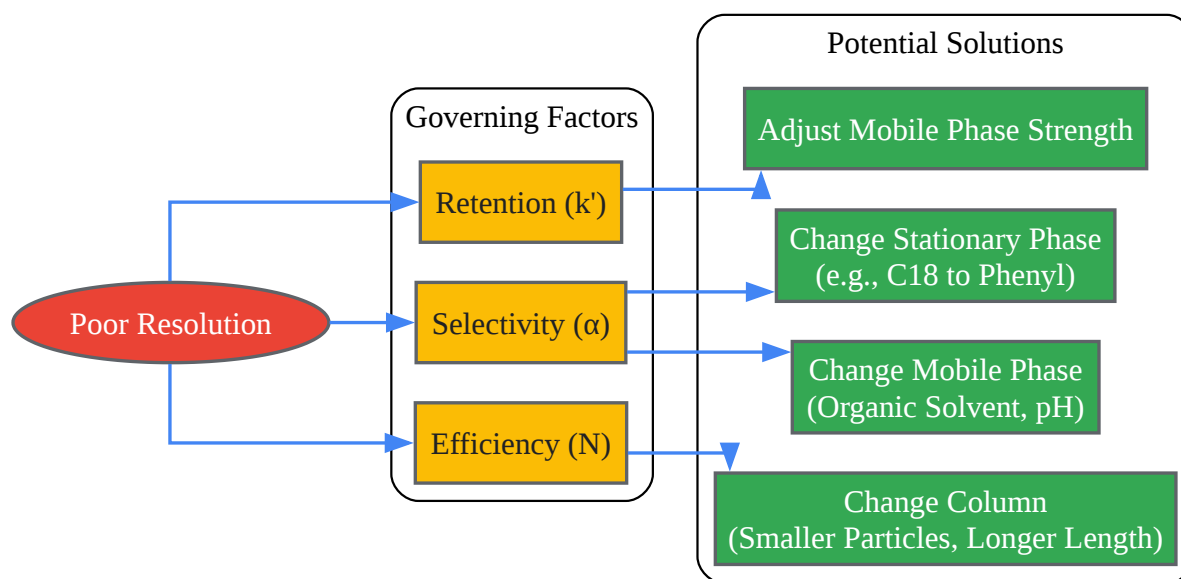 Potential Solutions
Governing Factors
Adjust Mobile Phase Strength
Retention (k')
Change Stationary Phase
(e.g., C18 to Phenyl)
Poor Resolution
Selectivity (α)
Change Mobile Phase
(Organic Solvent, pH)
Efficiency (N)
Change Column
(Smaller Particles, Longer Length)